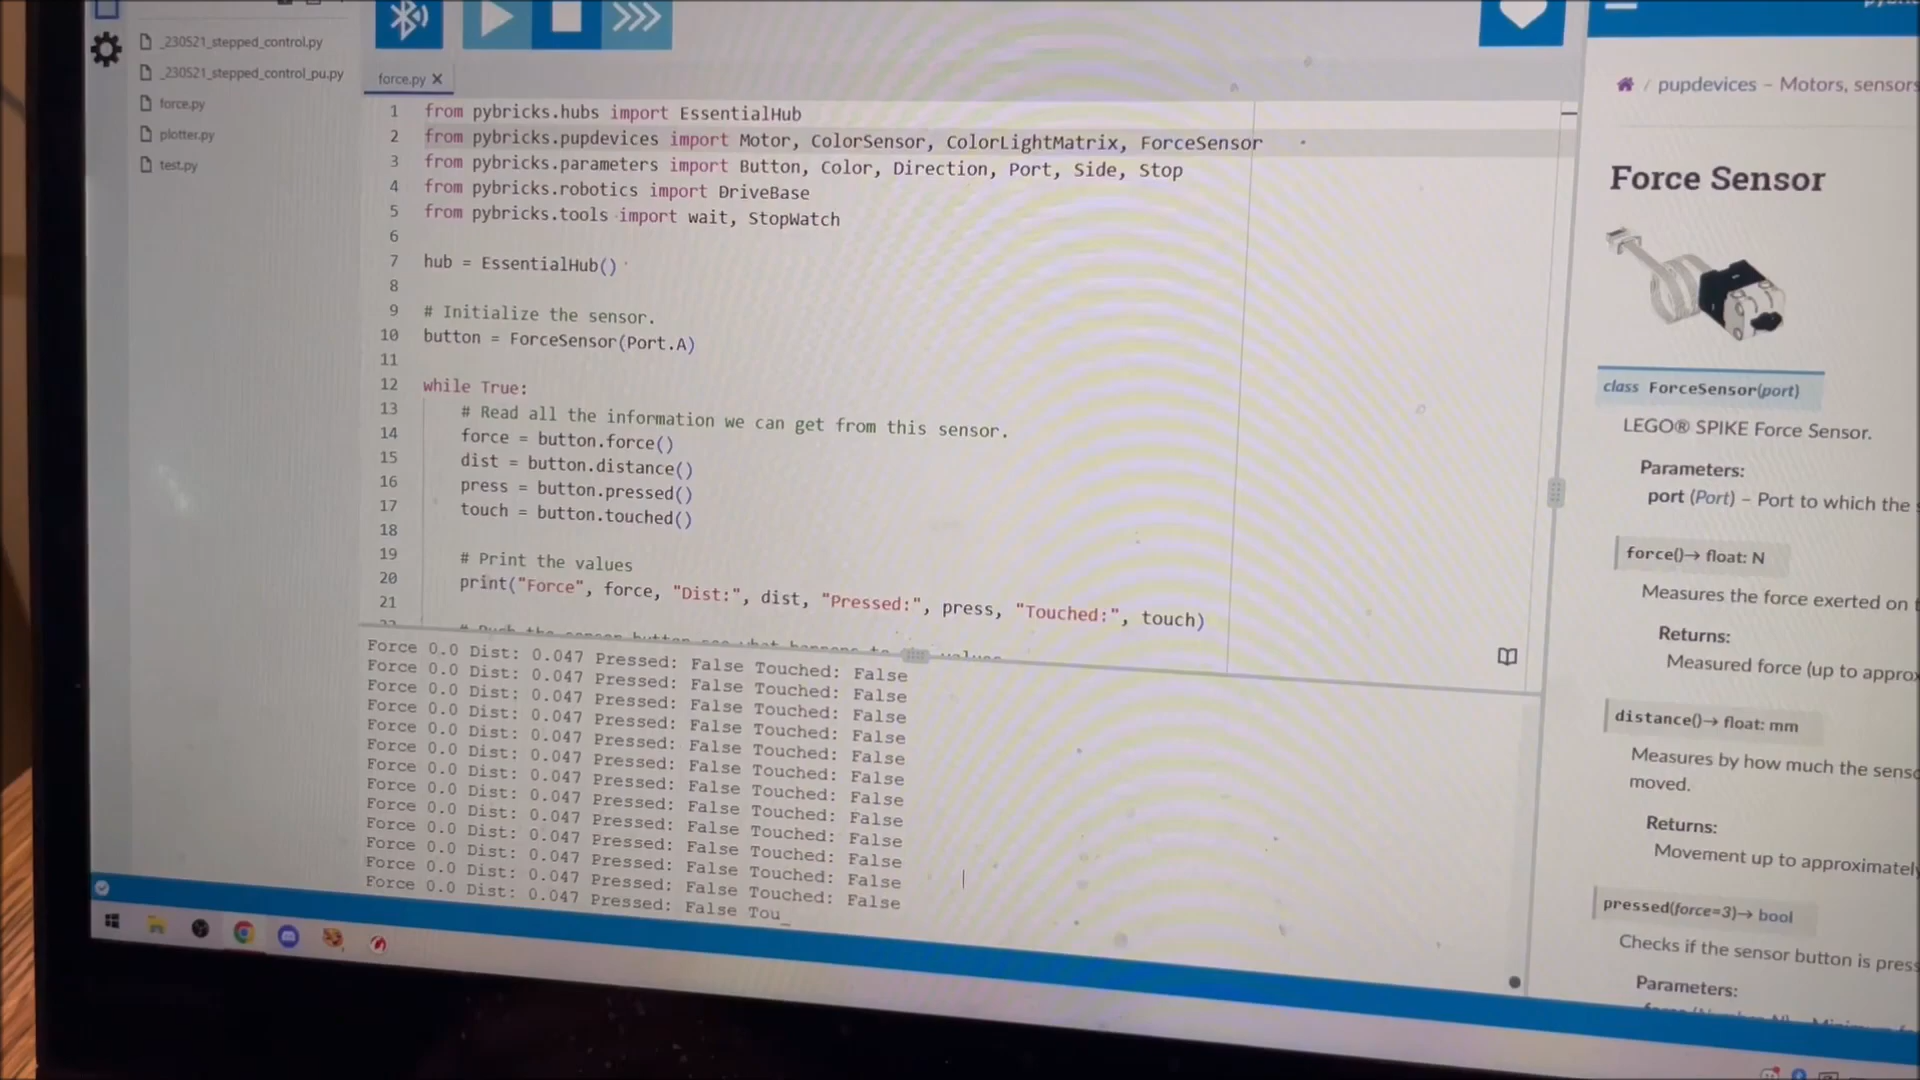 _230521_stepped_control.py
_230521_stepped_control_pu.py
force.py
plotter.py
test.py
force.py
1 from pybricks.hubs import EssentialHub
2 from pybricks.pupdevices import Motor, ColorSensor, ColorLightMatrix, ForceSensor
3 from pybricks.parameters import Button, Color, Direction, Port, Side, Stop
4 from pybricks.robotics import DriveBase
5 from pybricks.tools import wait, StopWatch
6
7 hub = EssentialHub()
8
9 # Initialize the sensor.
10 button = ForceSensor(Port.A)
11
12 while True:
13 # Read all the information we can get from this sensor.
14 force = button.force()
15 dist = button.distance()
16 press = button.pressed()
17 touch = button.touched()
18
19 # Print the values
20 print("Force", force, "Dist:", dist, "Pressed:", press, "Touched:", touch)
21
Force 0.0 Dist: 0.047 Pressed: False Touched: False
Force 0.0 Dist: 0.047 Pressed: False Touched: False
Force 0.0 Dist: 0.047 Pressed: False Touched: False
Force 0.0 Dist: 0.047 Pressed: False Touched: False
Force 0.0 Dist: 0.047 Pressed: False Touched: False
Force 0.0 Dist: 0.047 Pressed: False Touched: False
Force 0.0 Dist: 0.047 Pressed: False Touched: False
Force 0.0 Dist: 0.047 Pressed: False Touched: False
Force 0.0 Dist: 0.047 Pressed: False Touched: False
Force 0.0 Dist: 0.047 Pressed: False Touched: False
Force 0.0 Dist: 0.047 Pressed: False Touched: False
Force 0.0 Dist: 0.047 Pressed: False Touched: False
Force 0.0 Dist: 0.047 Pressed: False Tou_
/ pupdevices – Motors, sensors
Force Sensor
class ForceSensor(port)
LEGO® SPIKE Force Sensor.
Parameters:
port (Port) – Port to which the
force()→ float: N
Measures the force exerted on
Returns:
Measured force (up to approx
distance()→ float: mm
Measures by how much the
moved.
Returns:
Movement up to approximately
pressed(force=3)→ bool
Checks if the sensor button is
Parameters: